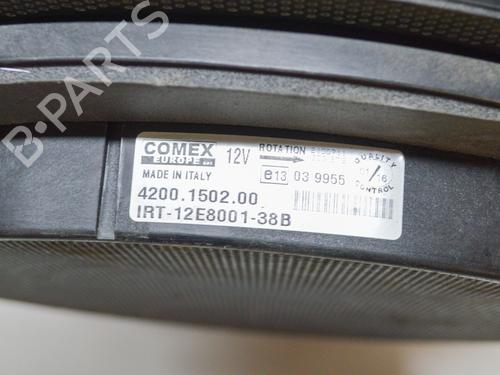 B-PARTS
COMEX
EUROPE
12V
ROTATION
QUALITY
MADE IN ITALY
e13
03 9955
/16
CONTROL
4200.1502.00
IRT-12E8001-38B